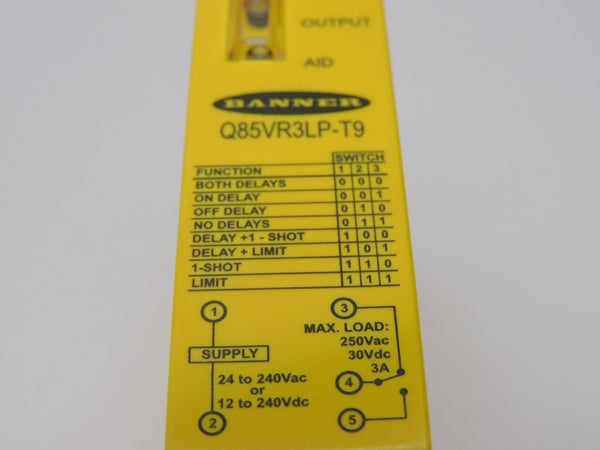 OUTPUT
AID
BANNER
Q85VR3LP-T9
SWITCH
FUNCTION 1 2 3
BOTH DELAYS 0 0 0
ON DELAY 0 0 1
OFF DELAY 0 1 0
NO DELAYS 0 1 1
DELAY +1 - SHOT 1 0 0
DELAY + LIMIT 1 0 1
1-SHOT 1 1 0
LIMIT 1 1 1
1 3
MAX. LOAD:
250Vac
30Vdc
3A
SUPPLY
4
24 to 240Vac
or
12 to 240Vdc
2 5